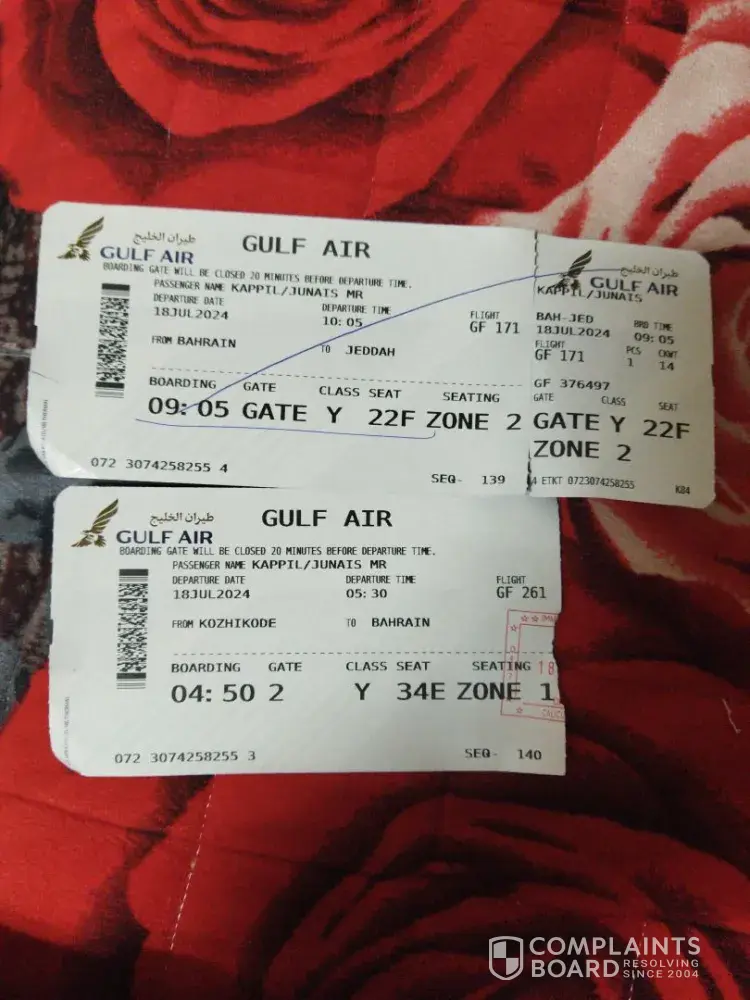 طيران الخليج
GULF AIR
GULF AIR
BOARDING GATE WILL BE CLOSED 20 MINUTES BEFORE DEPARTURE TIME.
PASSENGER NAME KAPPIL/JUNAIS MR
DEPARTURE DATE DEPARTURE TIME FLIGHT
18JUL2024 10:05 GF 171
FROM BAHRAIN TO JEDDAH
BOARDING GATE CLASS SEAT SEATING
09:05 GATE Y 22F ZONE 2
072 3074258255 4
SEQ- 139
طيران الخليج
GULF AIR
KAPPIL/JUNAIS
BAH-JED BRD TIME
18JUL2024 09:05
FLIGHT PCS CKWT
GF 171 1 14
GF 376497
GATE CLASS SEAT
GATE Y 22F
ZONE 2
4 ETKT 0723074258255 K84
طيران الخليج
GULF AIR
GULF AIR
BOARDING GATE WILL BE CLOSED 20 MINUTES BEFORE DEPARTURE TIME.
PASSENGER NAME KAPPIL/JUNAIS MR
DEPARTURE DATE DEPARTURE TIME FLIGHT
18JUL2024 05:30 GF 261
FROM KOZHIKODE TO BAHRAIN
BOARDING GATE CLASS SEAT SEATING
04:50 2 Y 34E ZONE 1
18
072 3074258255 3
SEQ- 140
COMPLAINTS
BOARD RESOLVING
SINCE 2004